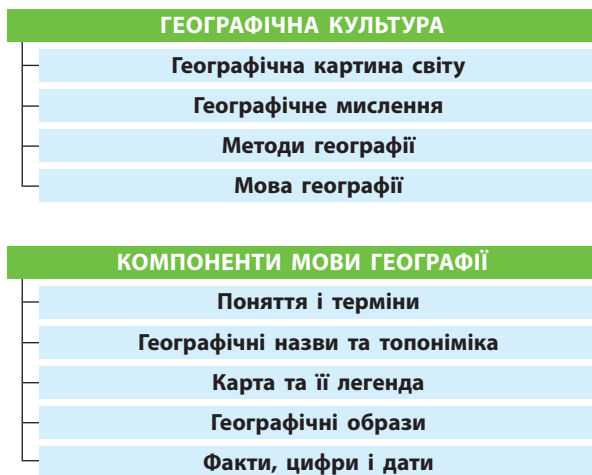 ГЕОГРАФІЧНА КУЛЬТУРА
Географічна картина світу
Географічне мислення
Методи географії
Мова географії
КОМПОНЕНТИ МОВИ ГЕОГРАФІЇ
Поняття і терміни
Географічні назви та топоніміка
Карта та її легенда
Географічні образи
Факти, цифри і дати